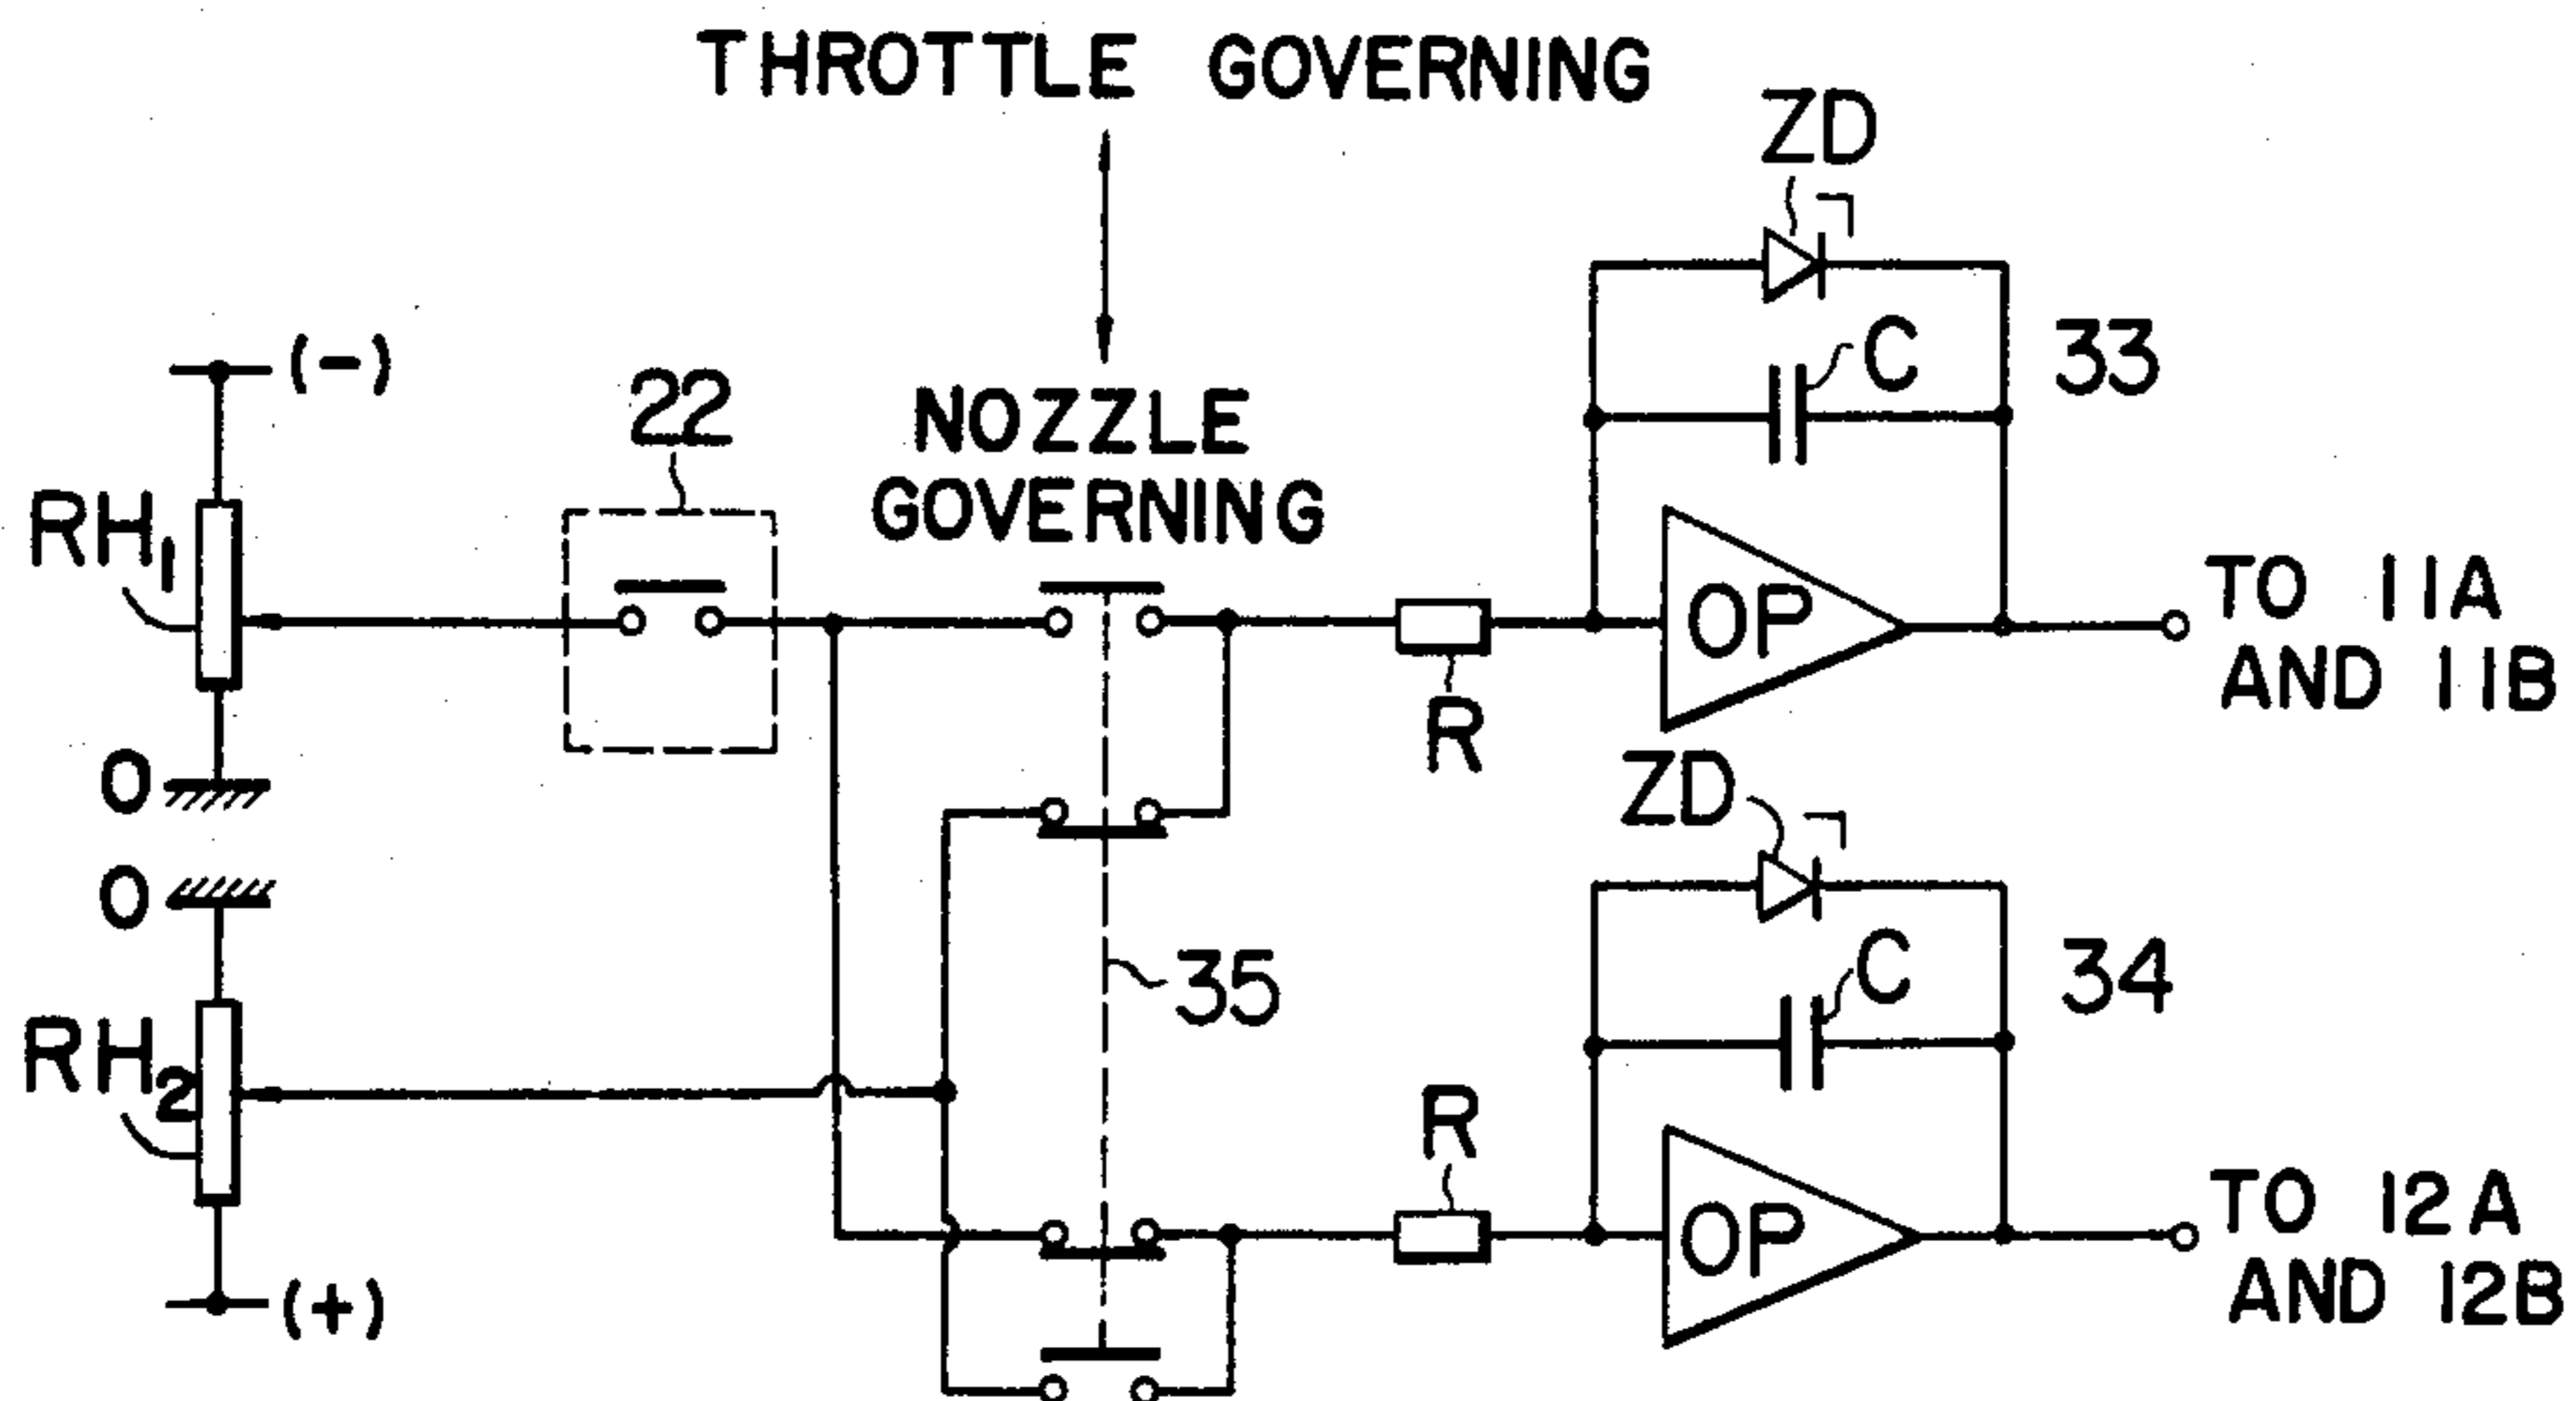 THROTTLE GOVERNING
ZD
(-)
22
C
33
NOZZLE
GOVERNING
RH1
OP
TO 11A
AND 11B
R
0
ZD
0
35
C
34
RH2
R
OP
TO 12A
AND 12B
(+)